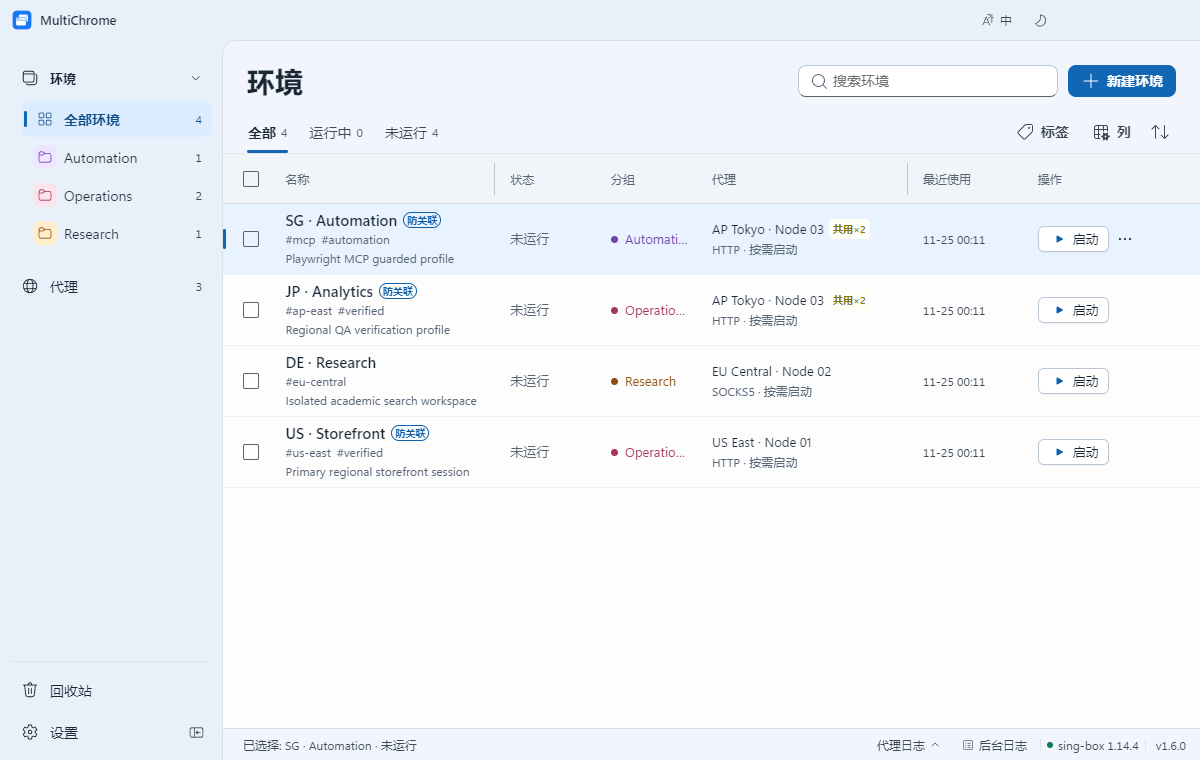 MultiChrome
中
环境
全部环境 4
Automation 1
Operations 2
Research 1
代理 3
回收站
设置
环境
搜索环境
新建环境
全部 4 运行中 0 未运行 4
标签 列
名称 状态 分组 代理 最近使用 操作
SG · Automation 防关联
#mcp #automation
Playwright MCP guarded profile
未运行
Automati...
AP Tokyo · Node 03 共用×2
HTTP · 按需启动
11-25 00:11
启动
JP · Analytics 防关联
#ap-east #verified
Regional QA verification profile
未运行
Operatio...
AP Tokyo · Node 03 共用×2
HTTP · 按需启动
11-25 00:11
启动
DE · Research
#eu-central
Isolated academic search workspace
未运行
Research
EU Central · Node 02
SOCKS5 · 按需启动
11-25 00:11
启动
US · Storefront 防关联
#us-east #verified
Primary regional storefront session
未运行
Operatio...
US East · Node 01
HTTP · 按需启动
11-25 00:11
启动
已选择: SG · Automation · 未运行
代理日志 后台日志 sing-box 1.14.4 v1.6.0